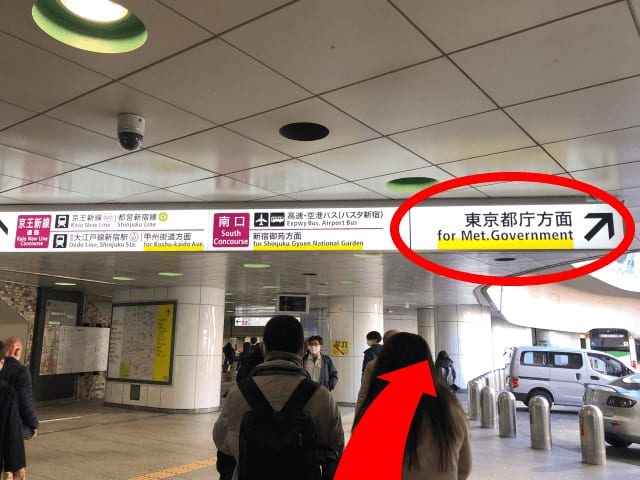 京王新線
Keio New Line
Concourse
京王新線
都営新宿線
Keio New Line
Shinjuku Line
大江戸線新宿駅
甲州街道方面
Oedo Line, Shinjuku Sta.
for Koshu-kaido Ave
南口
South
Concourse
高速・空港バス(バスタ新宿)
Expwy Bus, Airport Bus
新宿御苑方面
for Shinjuku Gyoen National Garden
東京都庁方面
for Met.Government